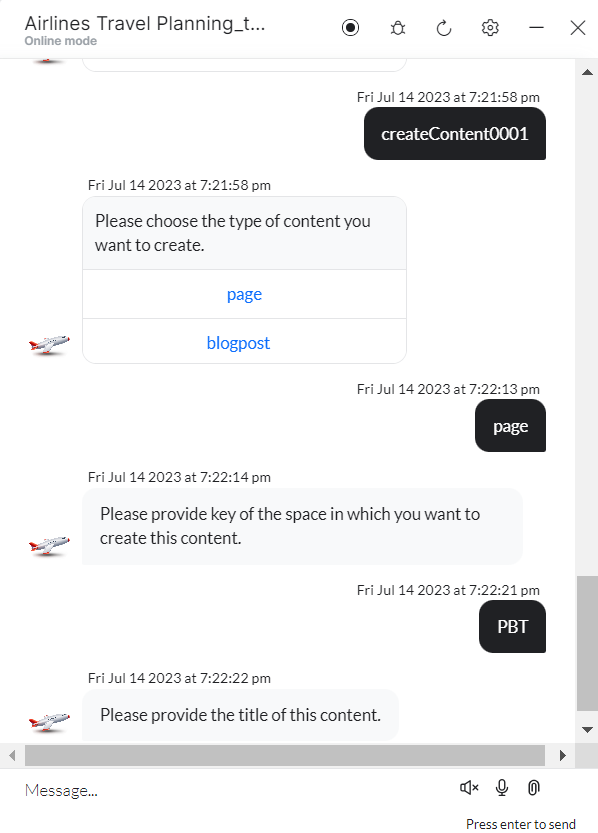 Airlines Travel Planning_t...
Online mode
Fri Jul 14 2023 at 7:21:58 pm
createContent0001
Fri Jul 14 2023 at 7:21:58 pm
Please choose the type of content you
want to create.
page
blogpost
Fri Jul 14 2023 at 7:22:13 pm
page
Fri Jul 14 2023 at 7:22:14 pm
Please provide key of the space in which you want to
create this content.
Fri Jul 14 2023 at 7:22:21 pm
PBT
Fri Jul 14 2023 at 7:22:22 pm
Please provide the title of this content.
Message...
Press enter to send